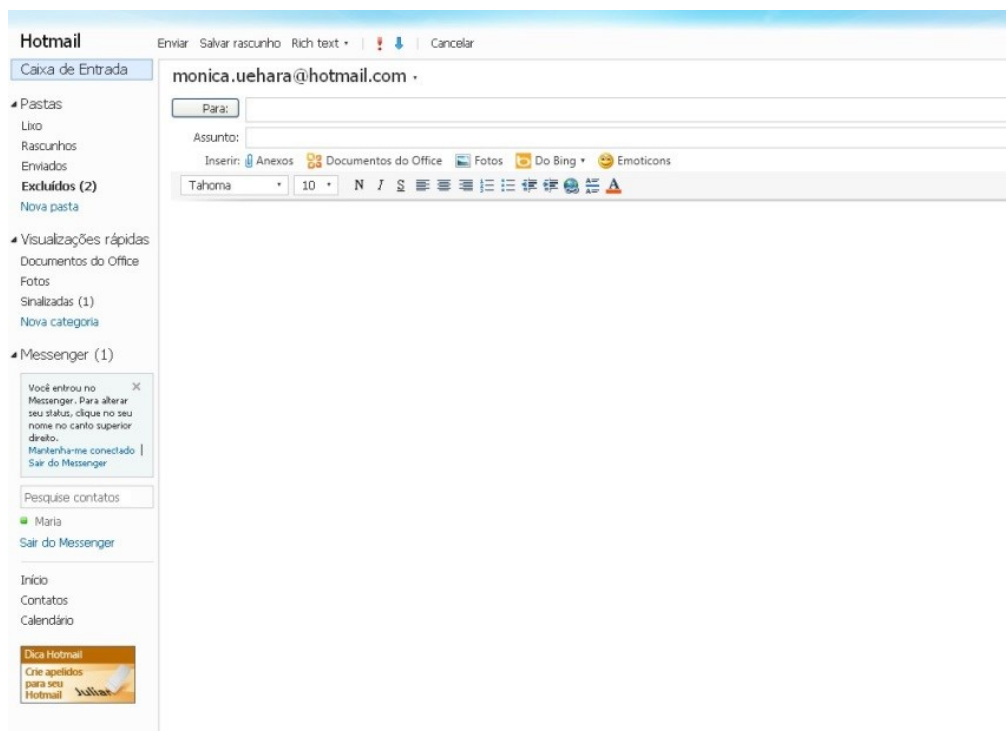 Hotmail
Enviar Salvar rascunho Rich text Cancelar
Caixa de Entrada
monica.uehara@hotmail.com
Pastas
Para:
Lixo
Assunto:
Rascunhos
Inserir: Anexos Documentos do Office Fotos Do Bing Emoticons
Enviados
Excluídos (2)
Tahoma 10 N I S A
Nova pasta
Visualizações rápidas
Documentos do Office
Fotos
Sinalizadas (1)
Nova categoria
Messenger (1)
Você entrou no
Messenger. Para alterar
seu status, clique no seu
nome no canto superior
direito.
Mantenha-me conectado |
Sair do Messenger
Pesquise contatos
Maria
Sair do Messenger
Início
Contatos
Calendário
Dica Hotmail
Crie apelidos
para seu
Hotmail